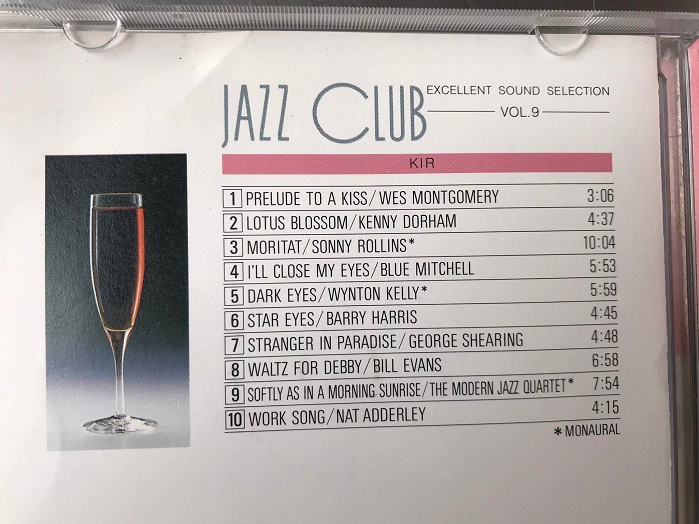 JAZZ CLUB
EXCELLENT SOUND SELECTION
VOL.9
KIR
1 PRELUDE TO A KISS/WES MONTGOMERY 3:06
2 LOTUS BLOSSOM/KENNY DORHAM 4:37
3 MORITAT/SONNY ROLLINS* 10:04
4 I'LL CLOSE MY EYES/BLUE MITCHELL 5:53
5 DARK EYES/WYNTON KELLY* 5:59
6 STAR EYES/BARRY HARRIS 4:45
7 STRANGER IN PARADISE/GEORGE SHEARING 4:48
8 WALTZ FOR DEBBY/BILL EVANS 6:58
9 SOFTLY AS IN A MORNING SUNRISE/THE MODERN JAZZ QUARTET* 7:54
10 WORK SONG/NAT ADDERLEY 4:15
*MONAURAL